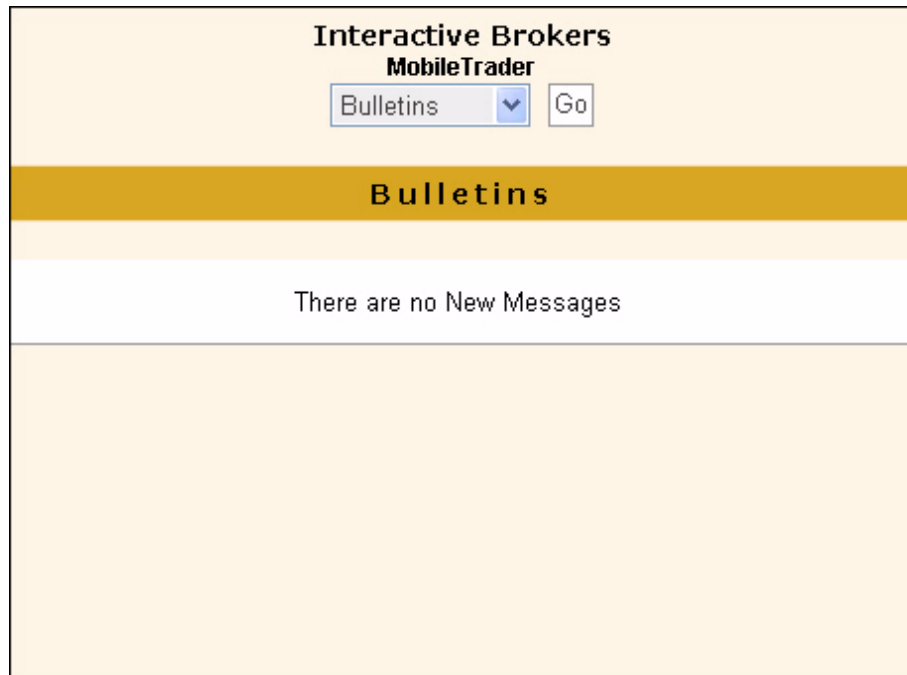 Interactive Brokers
MobileTrader
Bulletins Go
Bulletins
There are no New Messages